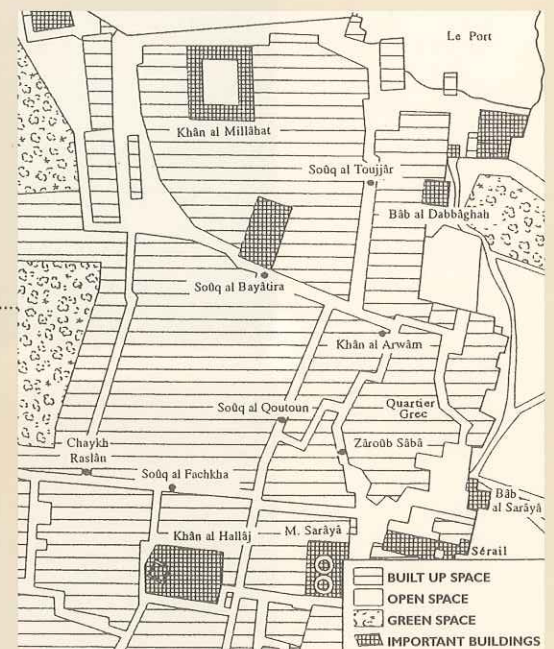 Le Port
Khân al Millâhat
Soûq al Toujjâr
Bâb al Dabbâghah
Soûq al Bayâtira
Khân al Arwâm
Soûq al Qoutoun
Quartier
Grec
Chaykh
Raslân
Zâroûb Sâbâ
Soûq al Fachkha
Bâb
al Sarâyâ
Khân al Hallâj
M. Sarâyâ
Sérail
BUILT UP SPACE
OPEN SPACE
GREEN SPACE
IMPORTANT BUILDINGS